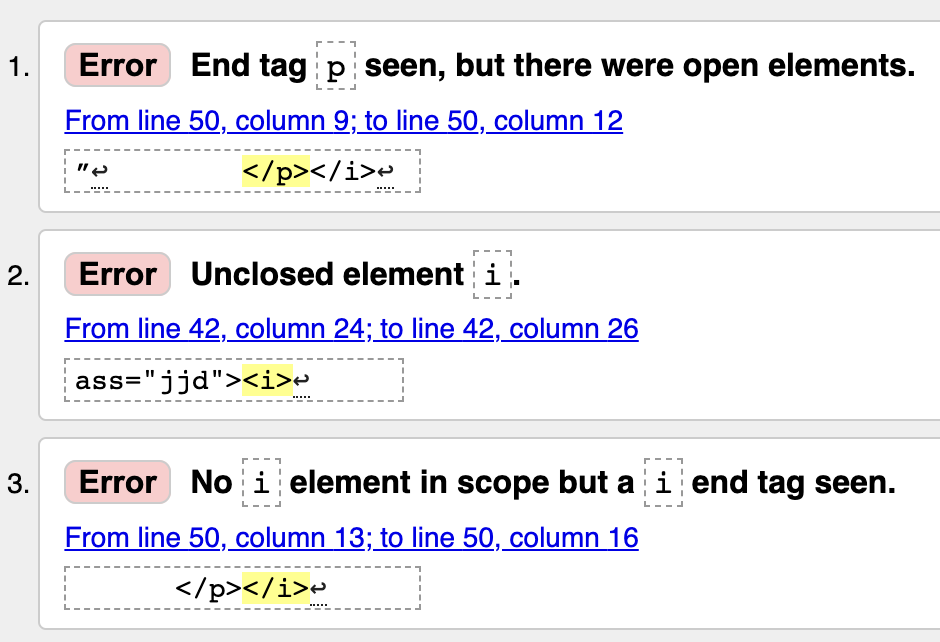 1. Error End tag p seen, but there were open elements.
From line 50, column 9; to line 50, column 12
”↩ </p></i>↩
2. Error Unclosed element i.
From line 42, column 24; to line 42, column 26
ass="jjd"><i>↩
3. Error No i element in scope but a i end tag seen.
From line 50, column 13; to line 50, column 16
</p></i>↩